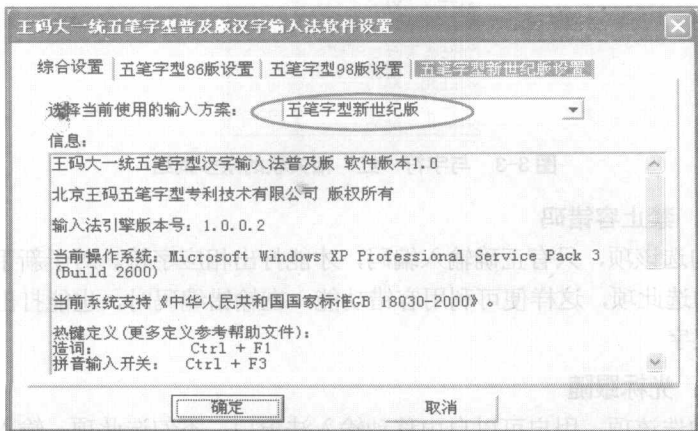 王码大一统五笔字型普及版汉字输入法软件设置
综合设置 五笔字型86版设置 五笔字型98版设置 五笔字型新世纪版设置
选择当前使用的输入方案: 五笔字型新世纪版
信息:
王码大一统五笔字型汉字输入法普及版 软件版本1.0
北京王码五笔字型专利技术有限公司 版权所有
输入法引擎版本号: 1.0.0.2
当前操作系统: Microsoft Windows XP Professional Service Pack 3
(Build 2600)
当前系统支持《中华人民共和国国家标准GB 18030-2000》。
热键定义(更多定义参考帮助文件):
造词: Ctrl + F1
拼音输入开关: Ctrl + F3
确定 取消